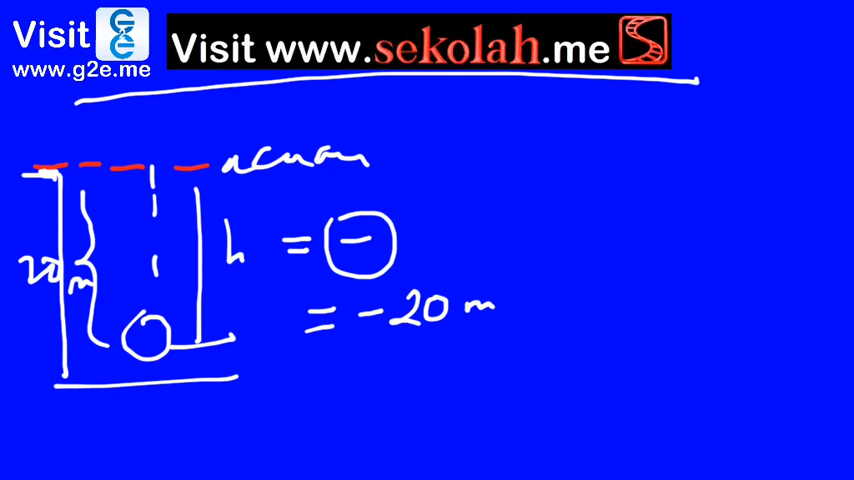 Visit
www.g2e.me
Visit www.sekolah.me
acuan
20 m
h = -
= -20 m